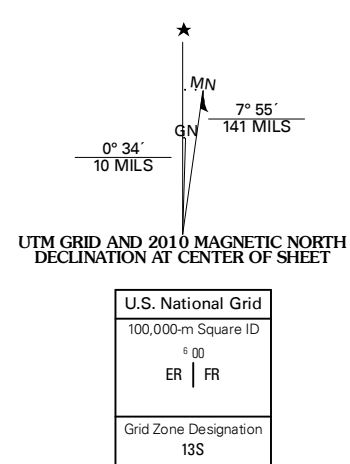 ★
MN
7° 55´
141 MILS
GN
0° 34´
10 MILS
UTM GRID AND 2010 MAGNETIC NORTH
DECLINATION AT CENTER OF SHEET
U.S. National Grid
100,000-m Square ID
6 00
ER | FR
Grid Zone Designation
13S